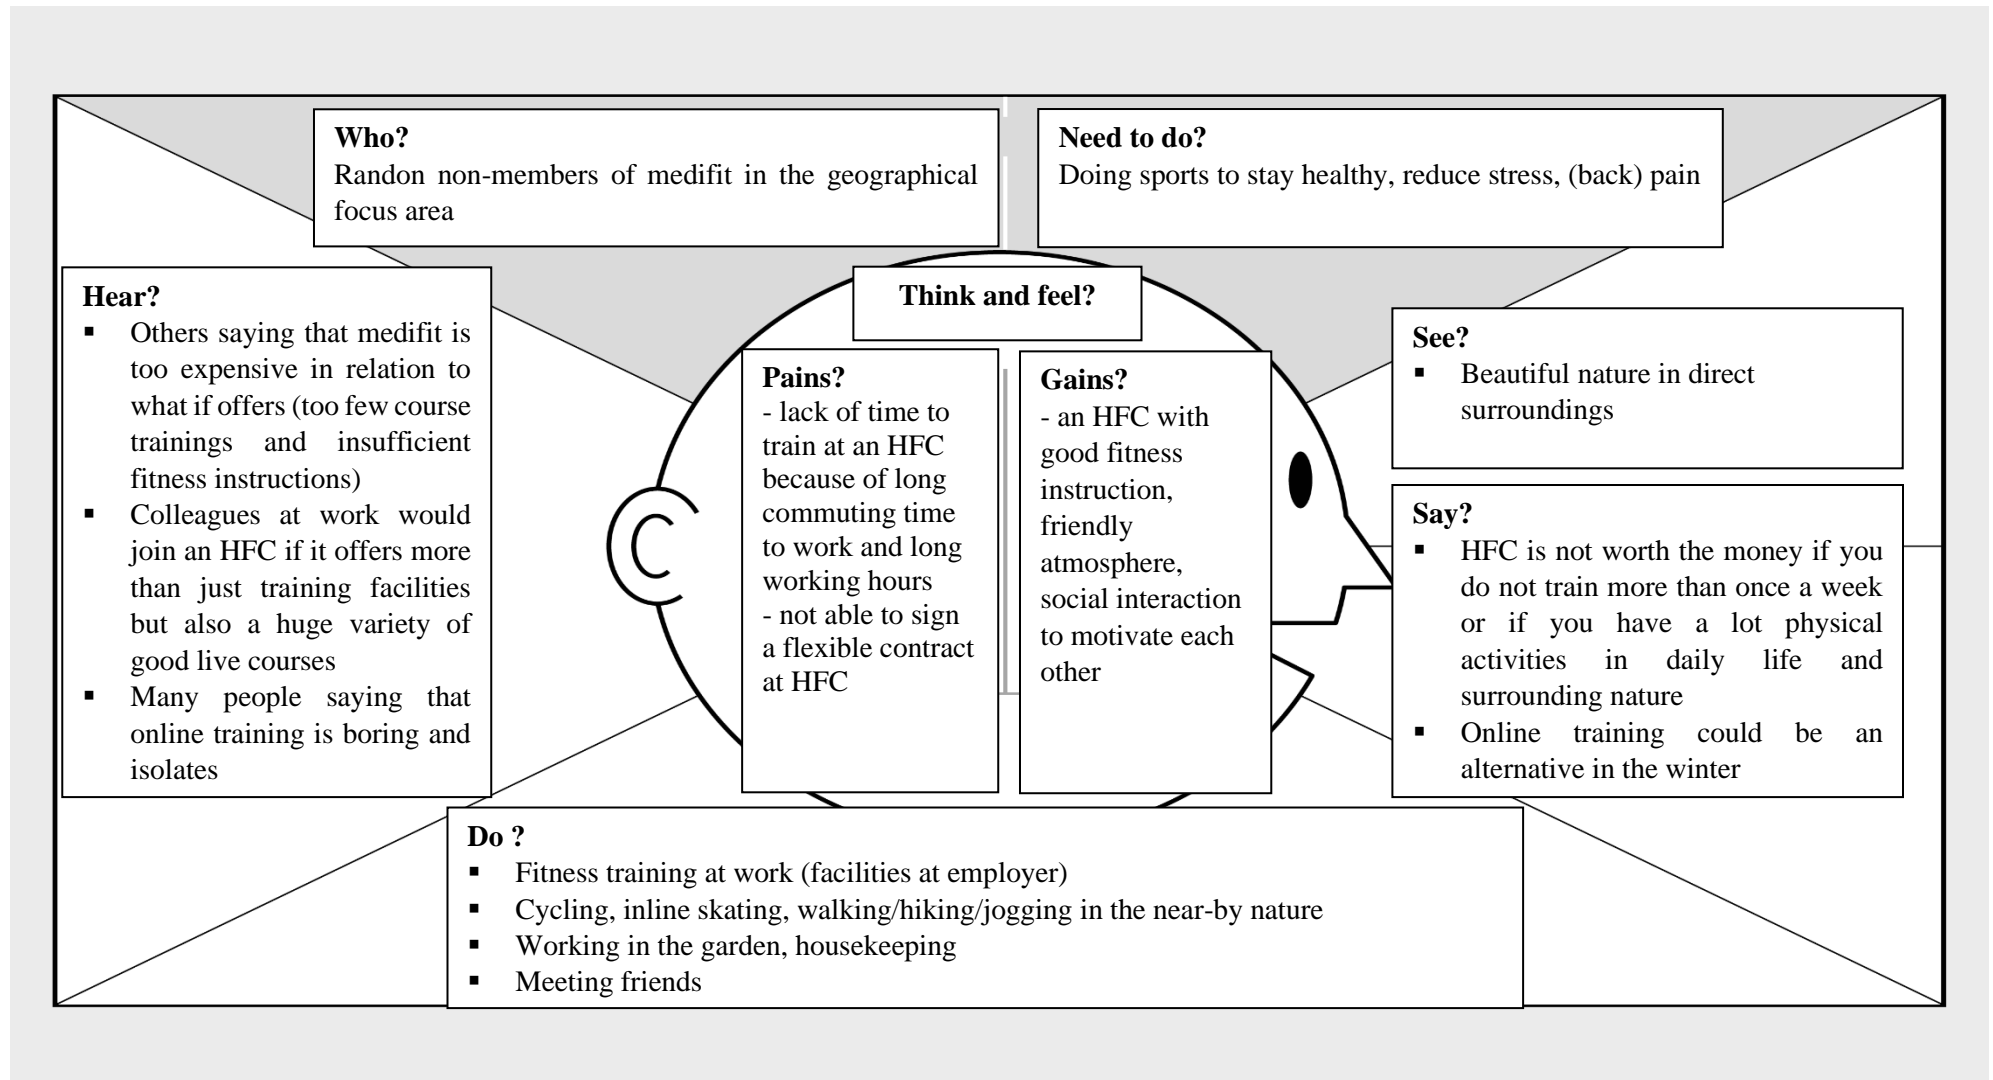 Who?
Randon non-members of medifit in the geographical
focus area
Need to do?
Doing sports to stay healthy, reduce stress, (back) pain
Hear?
▪ Others saying that medifit is
too expensive in relation to
what if offers (too few course
trainings and insufficient
fitness instructions)
▪ Colleagues at work would
join an HFC if it offers more
than just training facilities
but also a huge variety of
good live courses
▪ Many people saying that
online training is boring and
isolates
Think and feel?
Pains?
- lack of time to
train at an HFC
because of long
commuting time
to work and long
working hours
- not able to sign
a flexible contract
at HFC
Gains?
- an HFC with
good fitness
instruction,
friendly
atmosphere,
social interaction
to motivate each
other
See?
▪ Beautiful nature in direct
surroundings
Say?
▪ HFC is not worth the money if you
do not train more than once a week
or if you have a lot physical
activities in daily life and
surrounding nature
▪ Online training could be an
alternative in the winter
Do ?
▪ Fitness training at work (facilities at employer)
▪ Cycling, inline skating, walking/hiking/jogging in the near-by nature
▪ Working in the garden, housekeeping
▪ Meeting friends